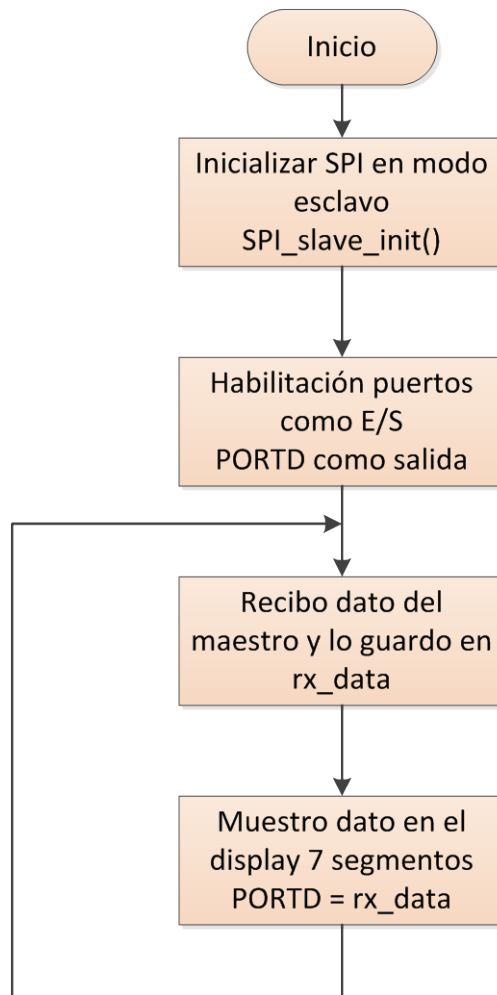 Inicio
Inicializar SPI en modo
esclavo
SPI_slave_init()
Habilitación puertos
como E/S
PORTD como salida
Recibo dato del
maestro y lo guardo en
rx_data
Muestro dato en el
display 7 segmentos
PORTD = rx_data